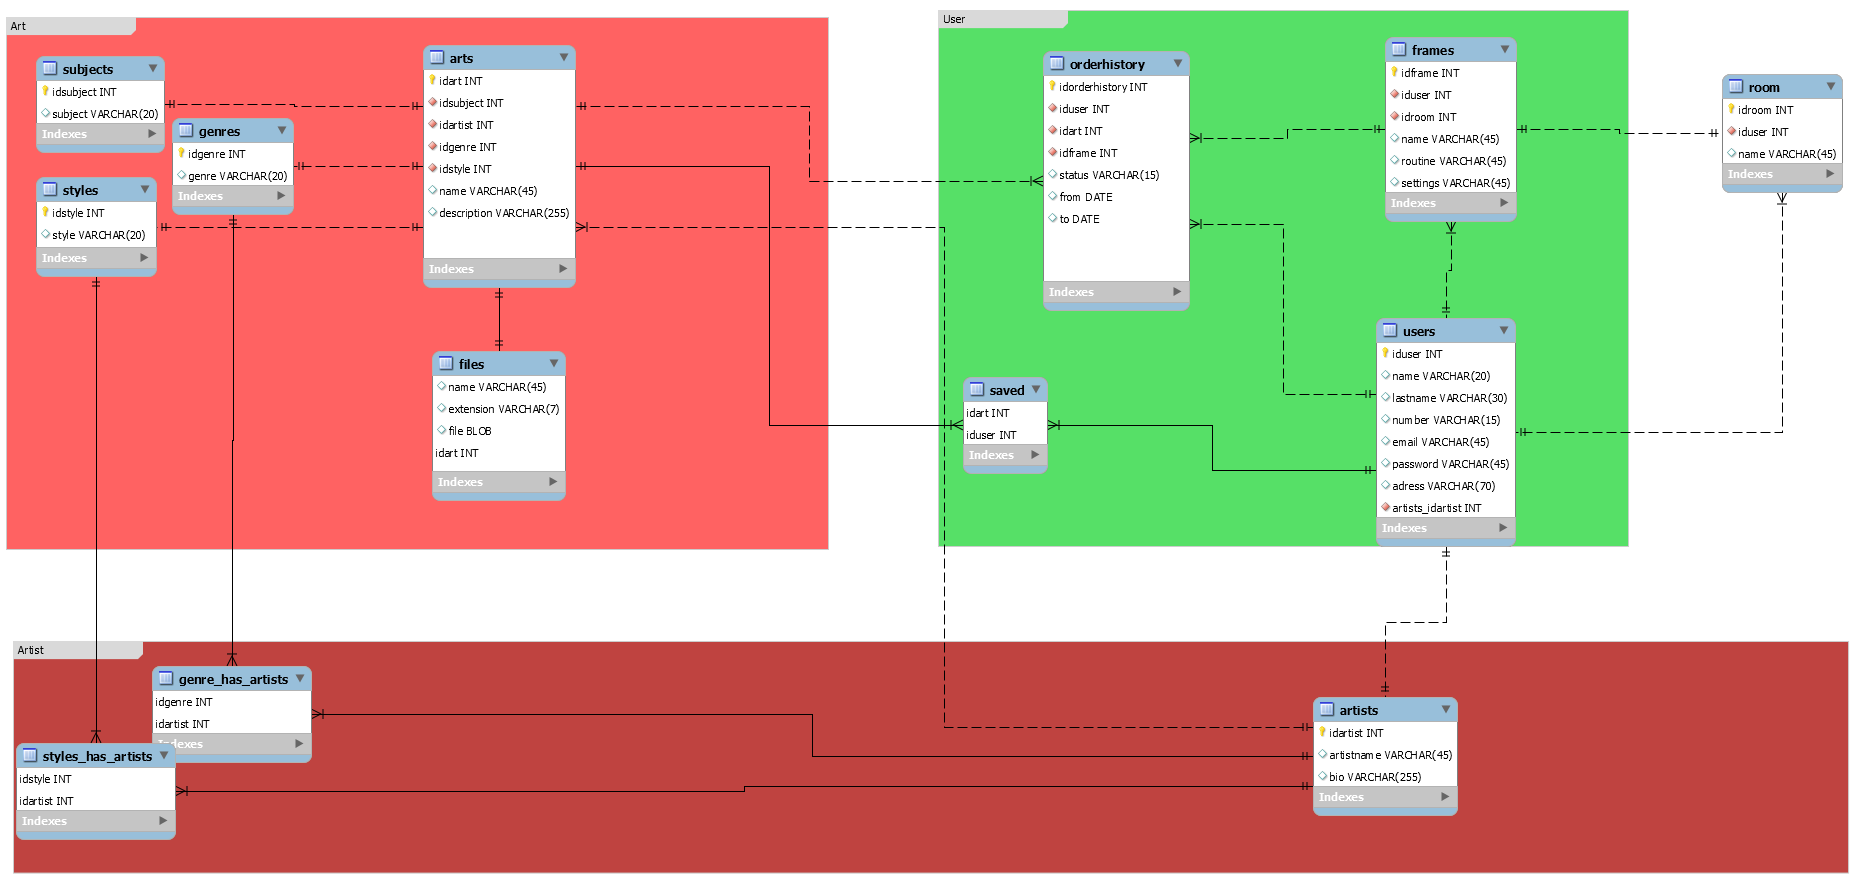 Art
subjects
idsubject INT
subject VARCHAR(20)
Indexes
genres
idgenre INT
genre VARCHAR(20)
Indexes
styles
idstyle INT
style VARCHAR(20)
Indexes
arts
idart INT
idsubject INT
idartist INT
idgenre INT
idstyle INT
name VARCHAR(45)
description VARCHAR(255)
Indexes
files
name VARCHAR(45)
extension VARCHAR(7)
file BLOB
idart INT
Indexes
User
orderhistory
idorderhistory INT
iduser INT
idart INT
idframe INT
status VARCHAR(15)
from DATE
to DATE
Indexes
frames
idframe INT
iduser INT
idroom INT
name VARCHAR(45)
routine VARCHAR(45)
settings VARCHAR(45)
Indexes
room
idroom INT
iduser INT
name VARCHAR(45)
Indexes
saved
idart INT
iduser INT
Indexes
users
iduser INT
name VARCHAR(20)
lastname VARCHAR(30)
number VARCHAR(15)
email VARCHAR(45)
password VARCHAR(45)
adress VARCHAR(70)
artists_idartist INT
Indexes
Artist
genre_has_artists
idgenre INT
idartist INT
Indexes
styles_has_artists
idstyle INT
idartist INT
Indexes
artists
idartist INT
artistname VARCHAR(45)
bio VARCHAR(255)
Indexes